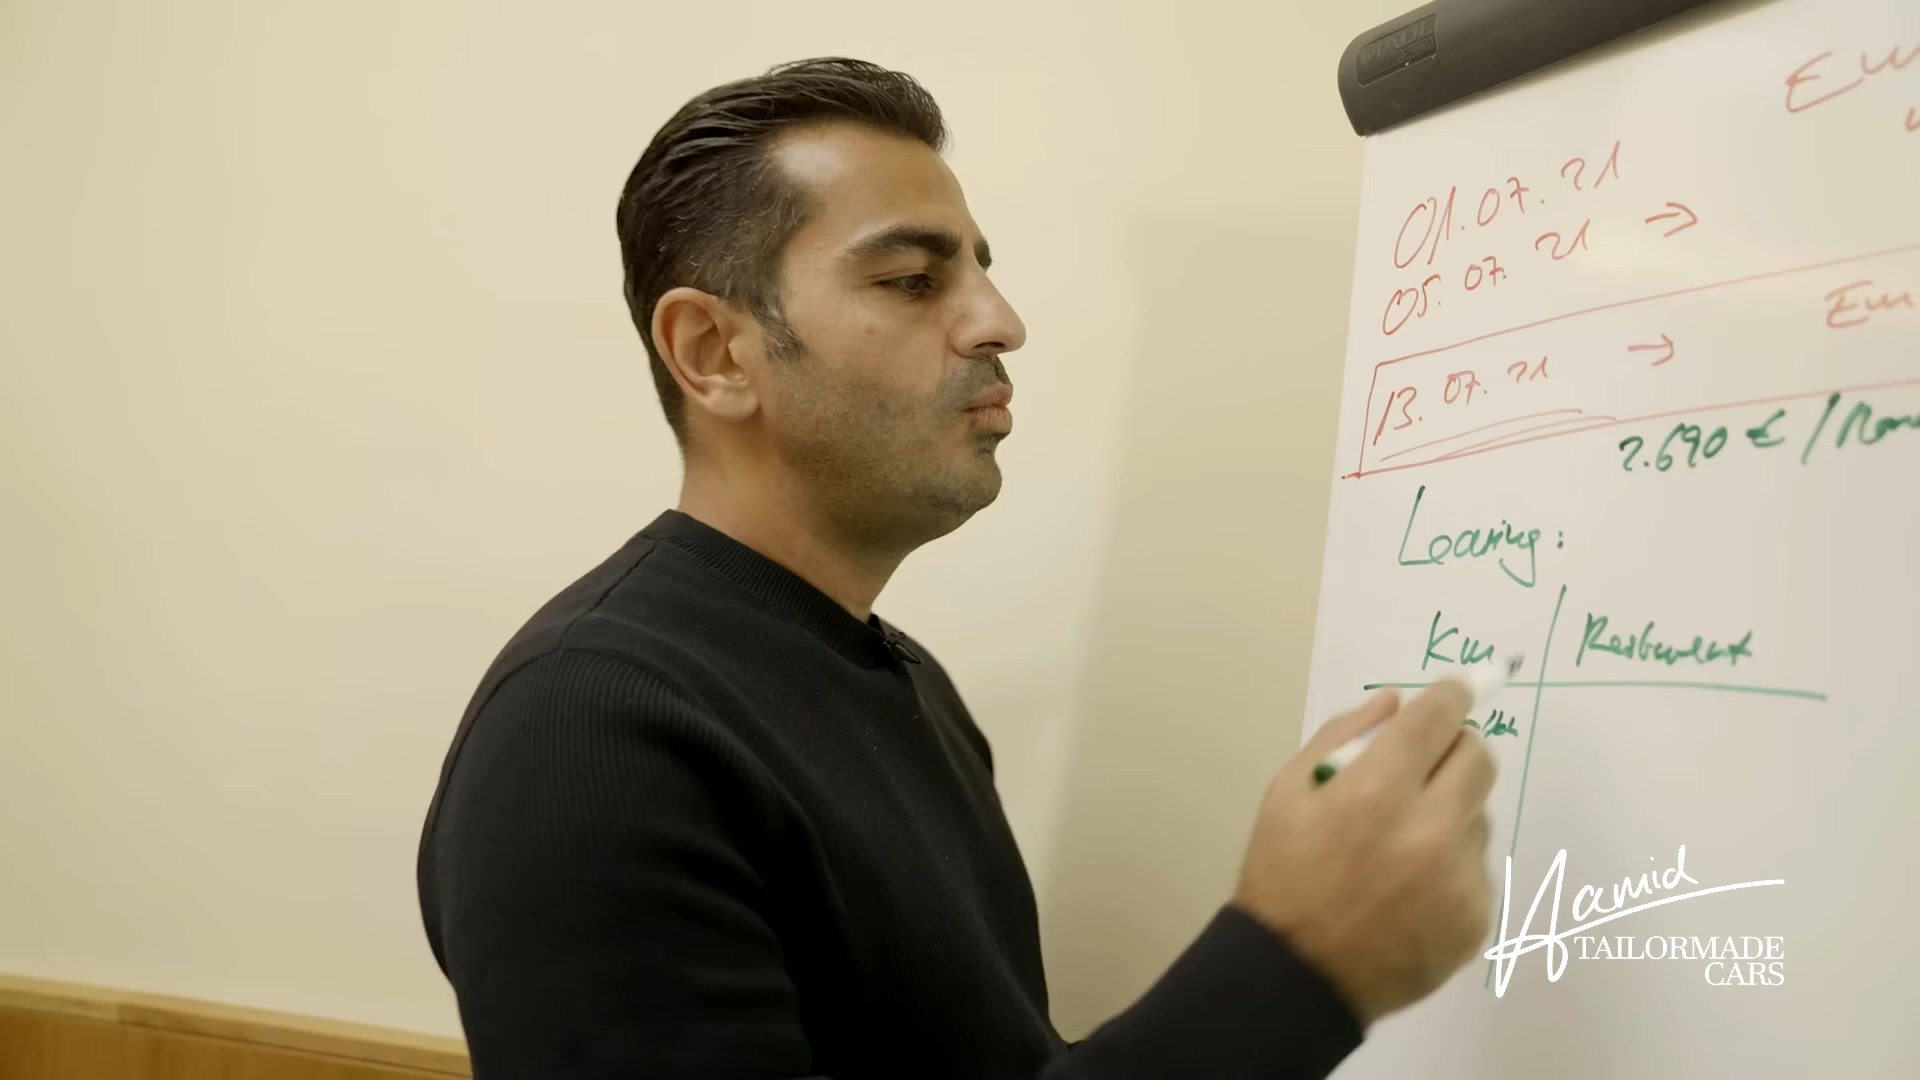 01.07.21
05.07.21 →
13.07.21 →
2.690 € /
Leasing:
Km Restwert
Hamid
TAILORMADE
CARS